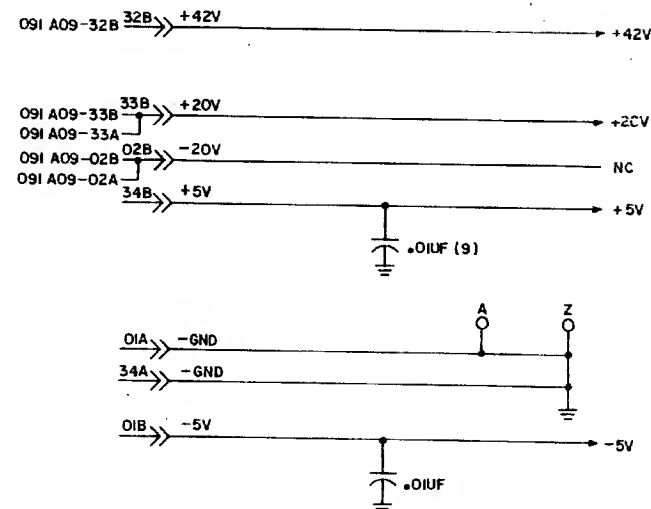 091 A09-32B 32B +42V +42V
33B +20V
091 A09-33B +20V
091 A09-33A
091 A09-02B 02B -20V NC
091 A09-02A
34B +5V +5V
.01UF (9)
A Z
01A -GND
34A -GND
01B -5V -5V
.01UF